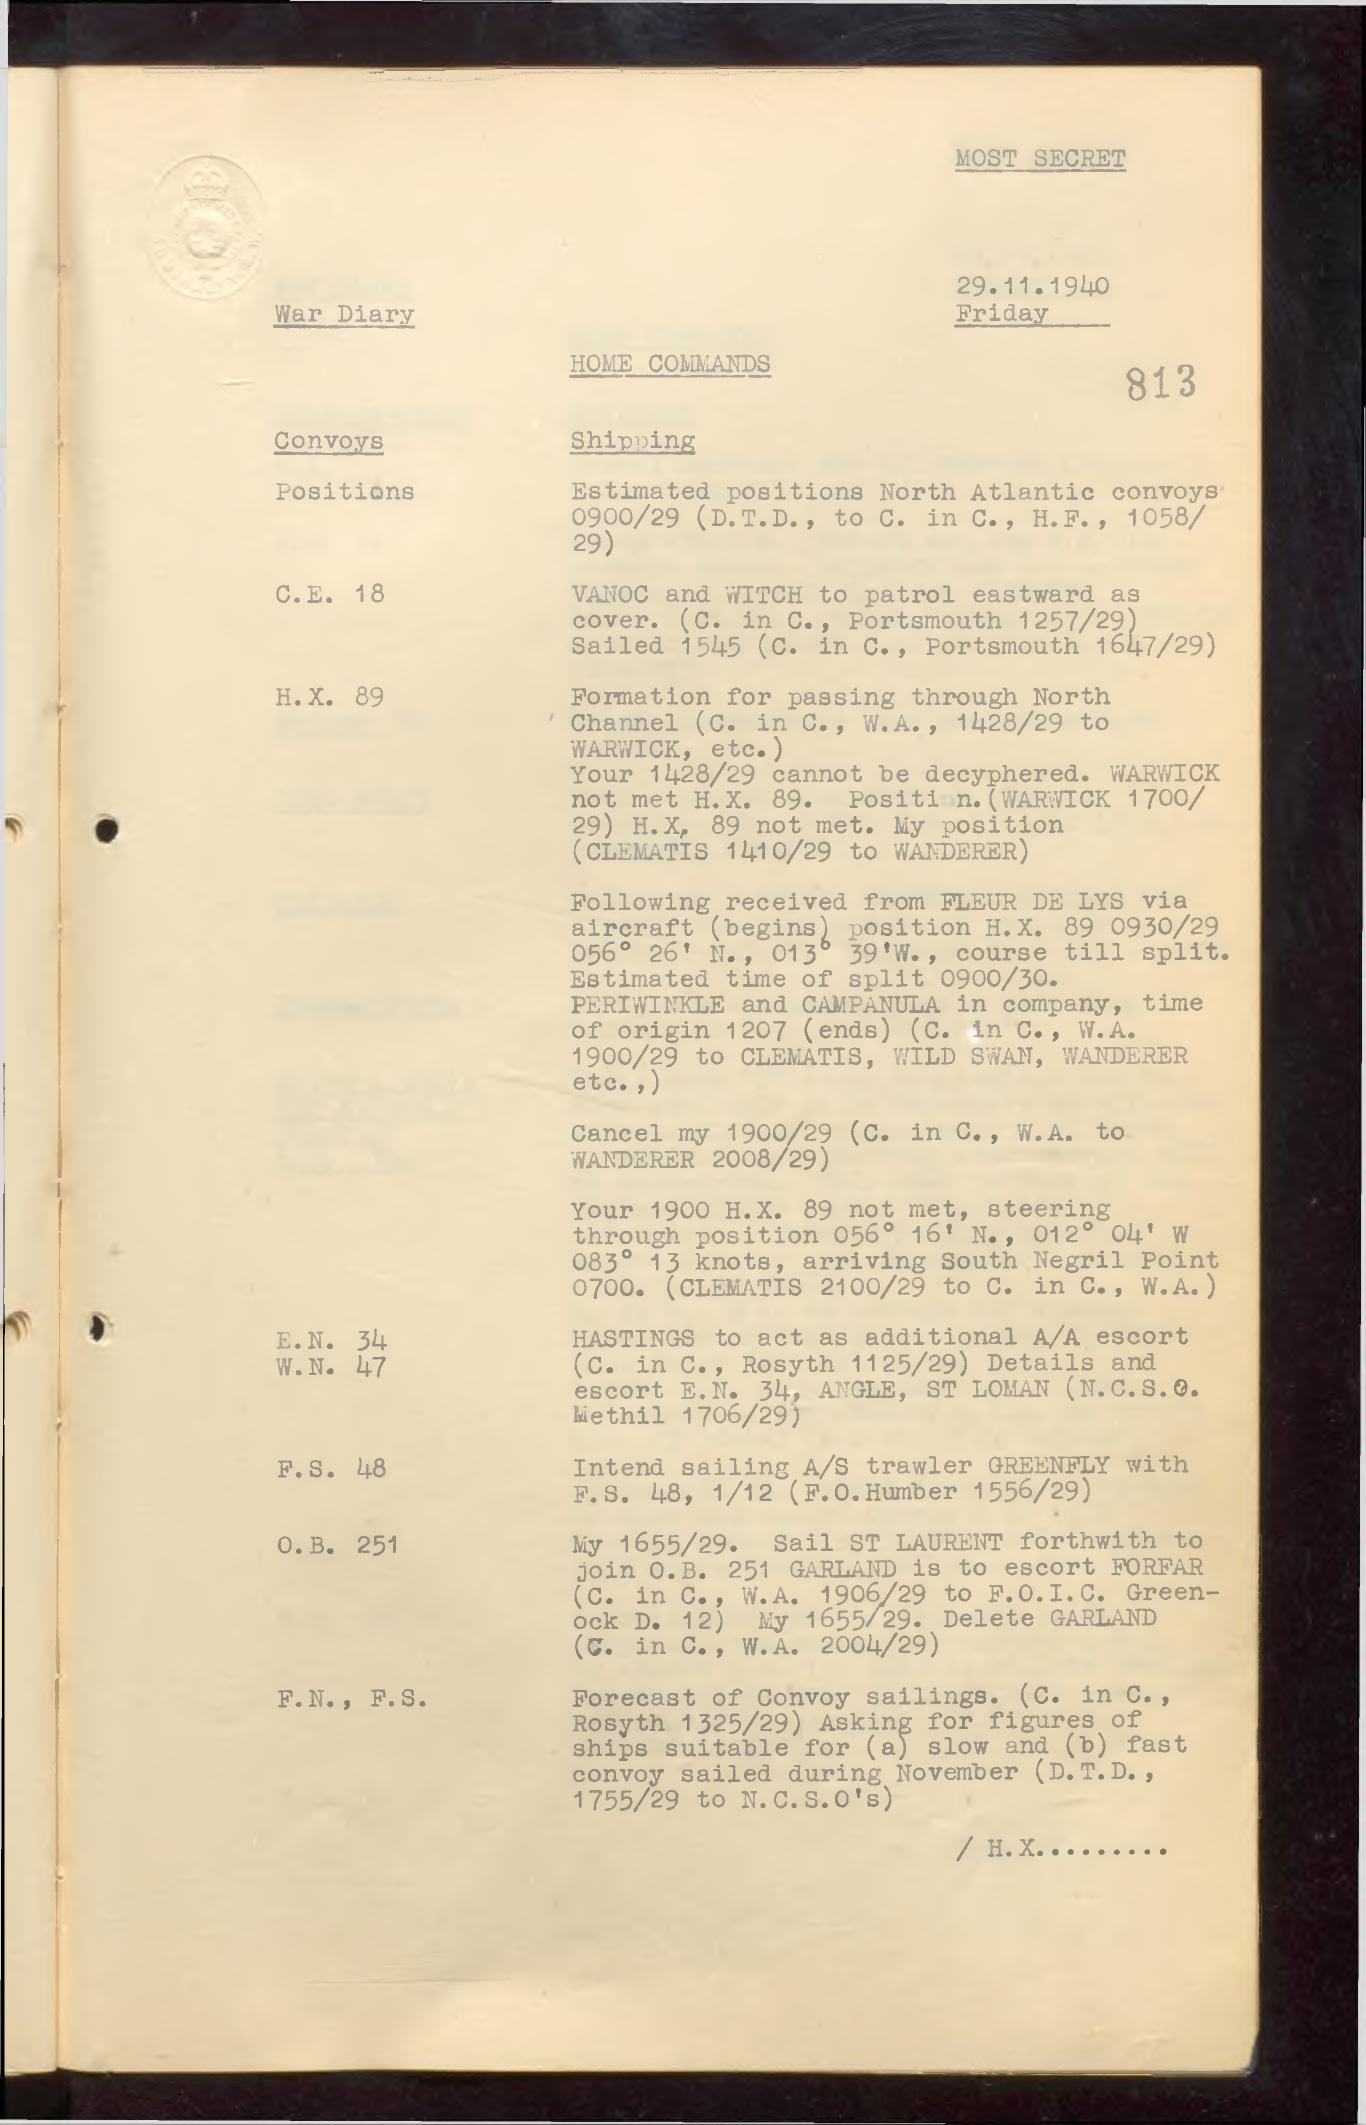 MOST SECRET
29.11.1940
War Diary
Friday
HOME COMMANDS
813
Convoys
Shipping
Positions
Estimated positions North Atlantic convoys
0900/29 (D.T.D., to C. in C., H.F., 1058/
29)
C.E. 18
VANOC and WITCH to patrol eastward as
cover. (C. in C., Portsmouth 1257/29)
Sailed 1545 (C. in C., Portsmouth 1647/29)
H.X. 89
Formation for passing through North
Channel (C. in C., W.A., 1428/29 to
WARWICK, etc.)
Your 1428/29 cannot be decyphered. WARWICK
not met H.X. 89. Positi n.(WARWICK 1700/
29) H.X, 89 not met. My position
(CLEMATIS 1410/29 to WANDERER)
Following received from FLEUR DE LYS via
aircraft (begins) position H.X. 89 0930/29
056° 26' N., 013° 39'W., course till split.
Estimated time of split 0900/30.
PERIWINKLE and CAMPANULA in company, time
of origin 1207 (ends) (C. in C., W.A.
1900/29 to CLEMATIS, WILD SWAN, WANDERER
etc.,)
Cancel my 1900/29 (C. in C., W.A. to
WANDERER 2008/29)
Your 1900 H.X. 89 not met, steering
through position 056° 16' N., 012° 04' W
083° 13 knots, arriving South Negril Point
0700. (CLEMATIS 2100/29 to C. in C., W.A.)
E.N. 34
W.N. 47
HASTINGS to act as additional A/A escort
(C. in C., Rosyth 1125/29) Details and
escort E.N. 34, ANGLE, ST LOMAN (N.C.S.O.
Methil 1706/29)
F.S. 48
Intend sailing A/S trawler GREENFLY with
F.S. 48, 1/12 (F.O.Humber 1556/29)
O.B. 251
My 1655/29. Sail ST LAURENT forthwith to
join O.B. 251 GARLAND is to escort FORFAR
(C. in C., W.A. 1906/29 to F.O.I.C. Green-
ock D. 12) My 1655/29. Delete GARLAND
(C. in C., W.A. 2004/29)
F.N., F.S.
Forecast of Convoy sailings. (C. in C.,
Rosyth 1325/29) Asking for figures of
ships suitable for (a) slow and (b) fast
convoy sailed during November (D.T.D.,
1755/29 to N.C.S.O's)
/ H.X.........